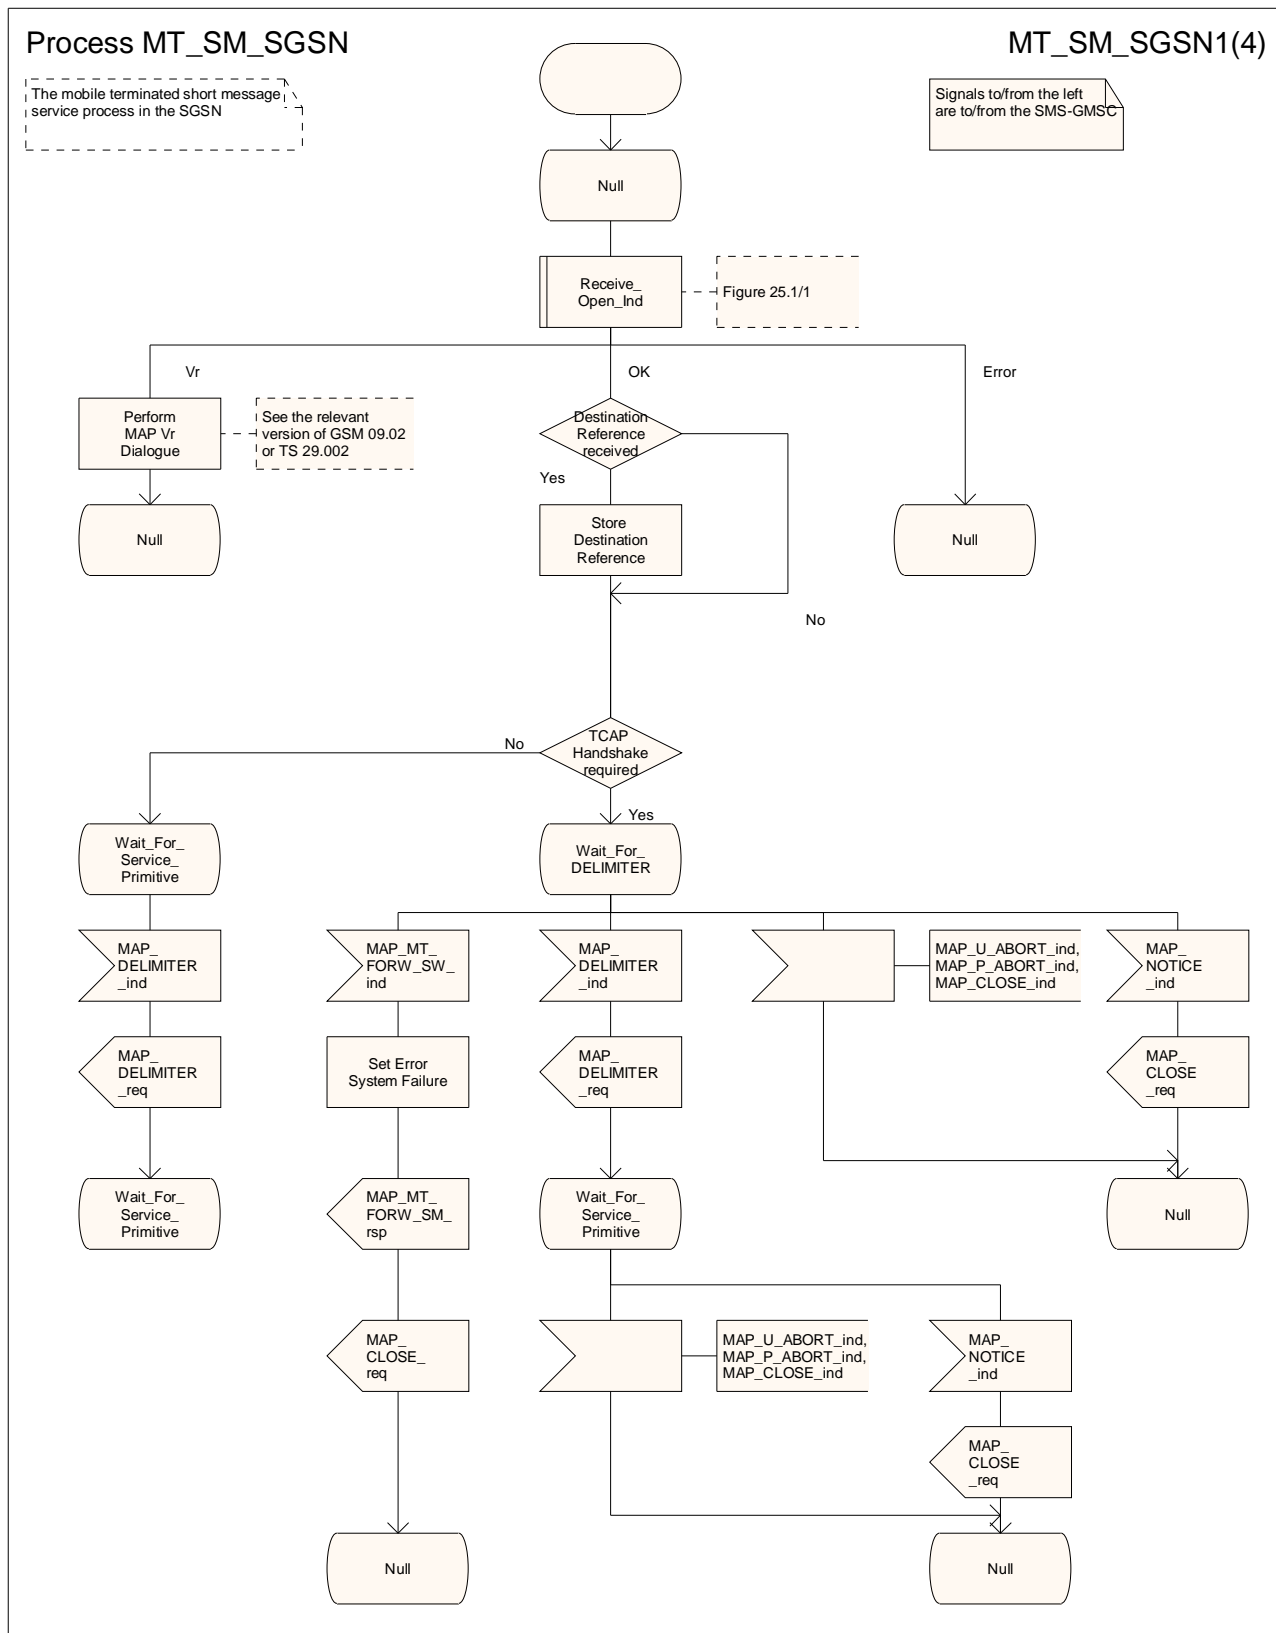 Process MT_SM_SGSN
MT_SM_SGSN1(4)
The mobile terminated short message
service process in the SGSN
Signals to/from the left
are to/from the SMS-GMSC
Null
Receive_
Open_Ind
Figure 25.1/1
Vr
OK
Error
Perform
MAP Vr
Dialogue
See the relevant
version of GSM 09.02
or TS 29.002
Destination
Reference
received
Yes
Null
Store
Destination
Reference
Null
No
TCAP
Handshake
required
No
Yes
Wait_For_
Service_
Primitive
Wait_For_
DELIMITER
MAP_
DELIMITER
_ind
MAP_MT_
FORW_SW_
ind
MAP_
DELIMITER
_ind
MAP_U_ABORT_ind,
MAP_P_ABORT_ind,
MAP_CLOSE_ind
MAP_
NOTICE
_ind
MAP_
DELIMITER
_req
Set Error
System Failure
MAP_
DELIMITER
_req
MAP_
CLOSE
_req
Wait_For_
Service_
Primitive
MAP_MT_
FORW_SM_
rsp
Wait_For_
Service_
Primitive
Null
MAP_
CLOSE_
req
MAP_U_ABORT_ind,
MAP_P_ABORT_ind,
MAP_CLOSE_ind
MAP_
NOTICE
_ind
MAP_
CLOSE
_req
Null
Null